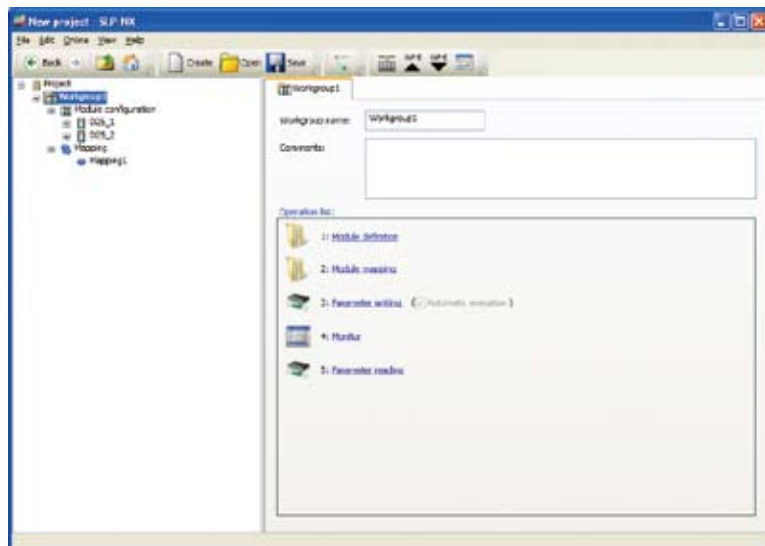 New project - SLP-NX
File Edit Online View Help
Back Create Open Save
Project
Workgroup1
Module configuration
Mapping
Mapping1
Workgroup1
Workgroup name: Workgroup1
Comments:
Operation list:
1: Module definition
2: Module mapping
3: Parameter writing (Automatic execution)
4: Monitor
5: Parameter reading